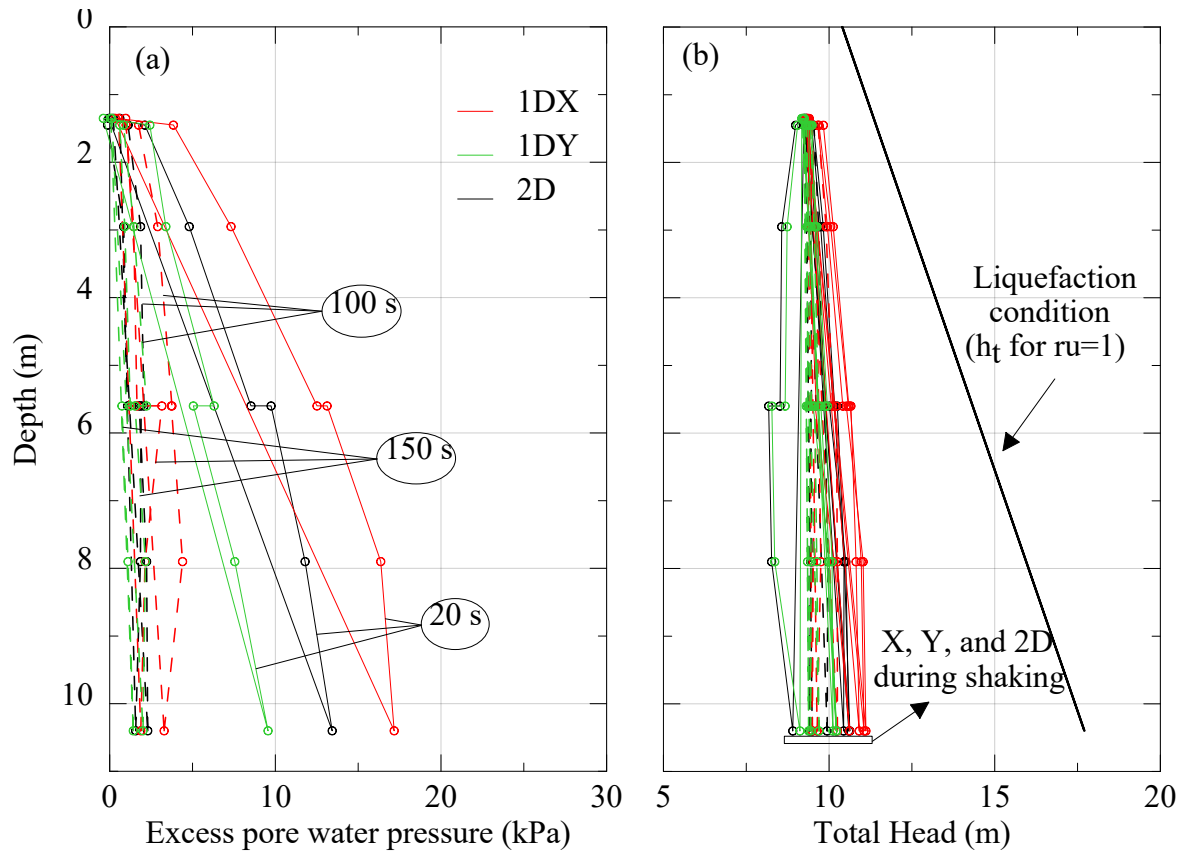 0
2
4
6
8
10
Depth (m)
(a)
1DX
1DY
2D
100 s
150 s
20 s
0
10
20
30
Excess pore water pressure (kPa)
(b)
Liquefaction
condition
(ht for ru=1)
X, Y, and 2D
during shaking
5
10
15
20
Total Head (m)